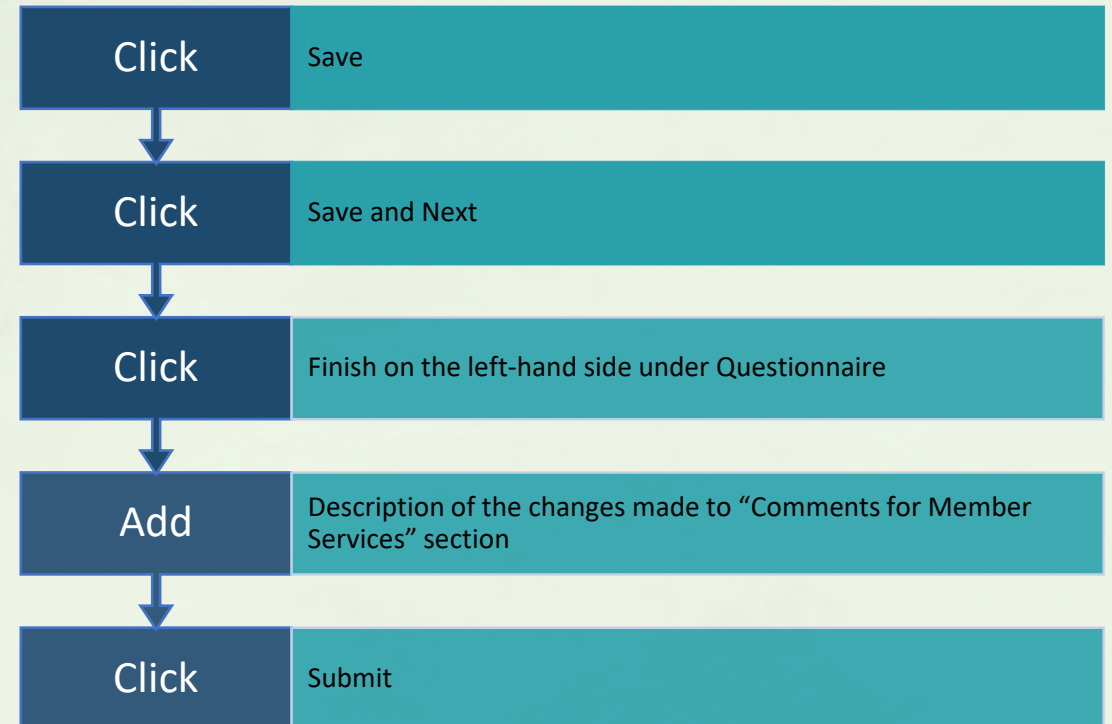 Click
Save
Click
Save and Next
Click
Finish on the left-hand side under Questionnaire
Add
Description of the changes made to “Comments for Member
Services” section
Click
Submit